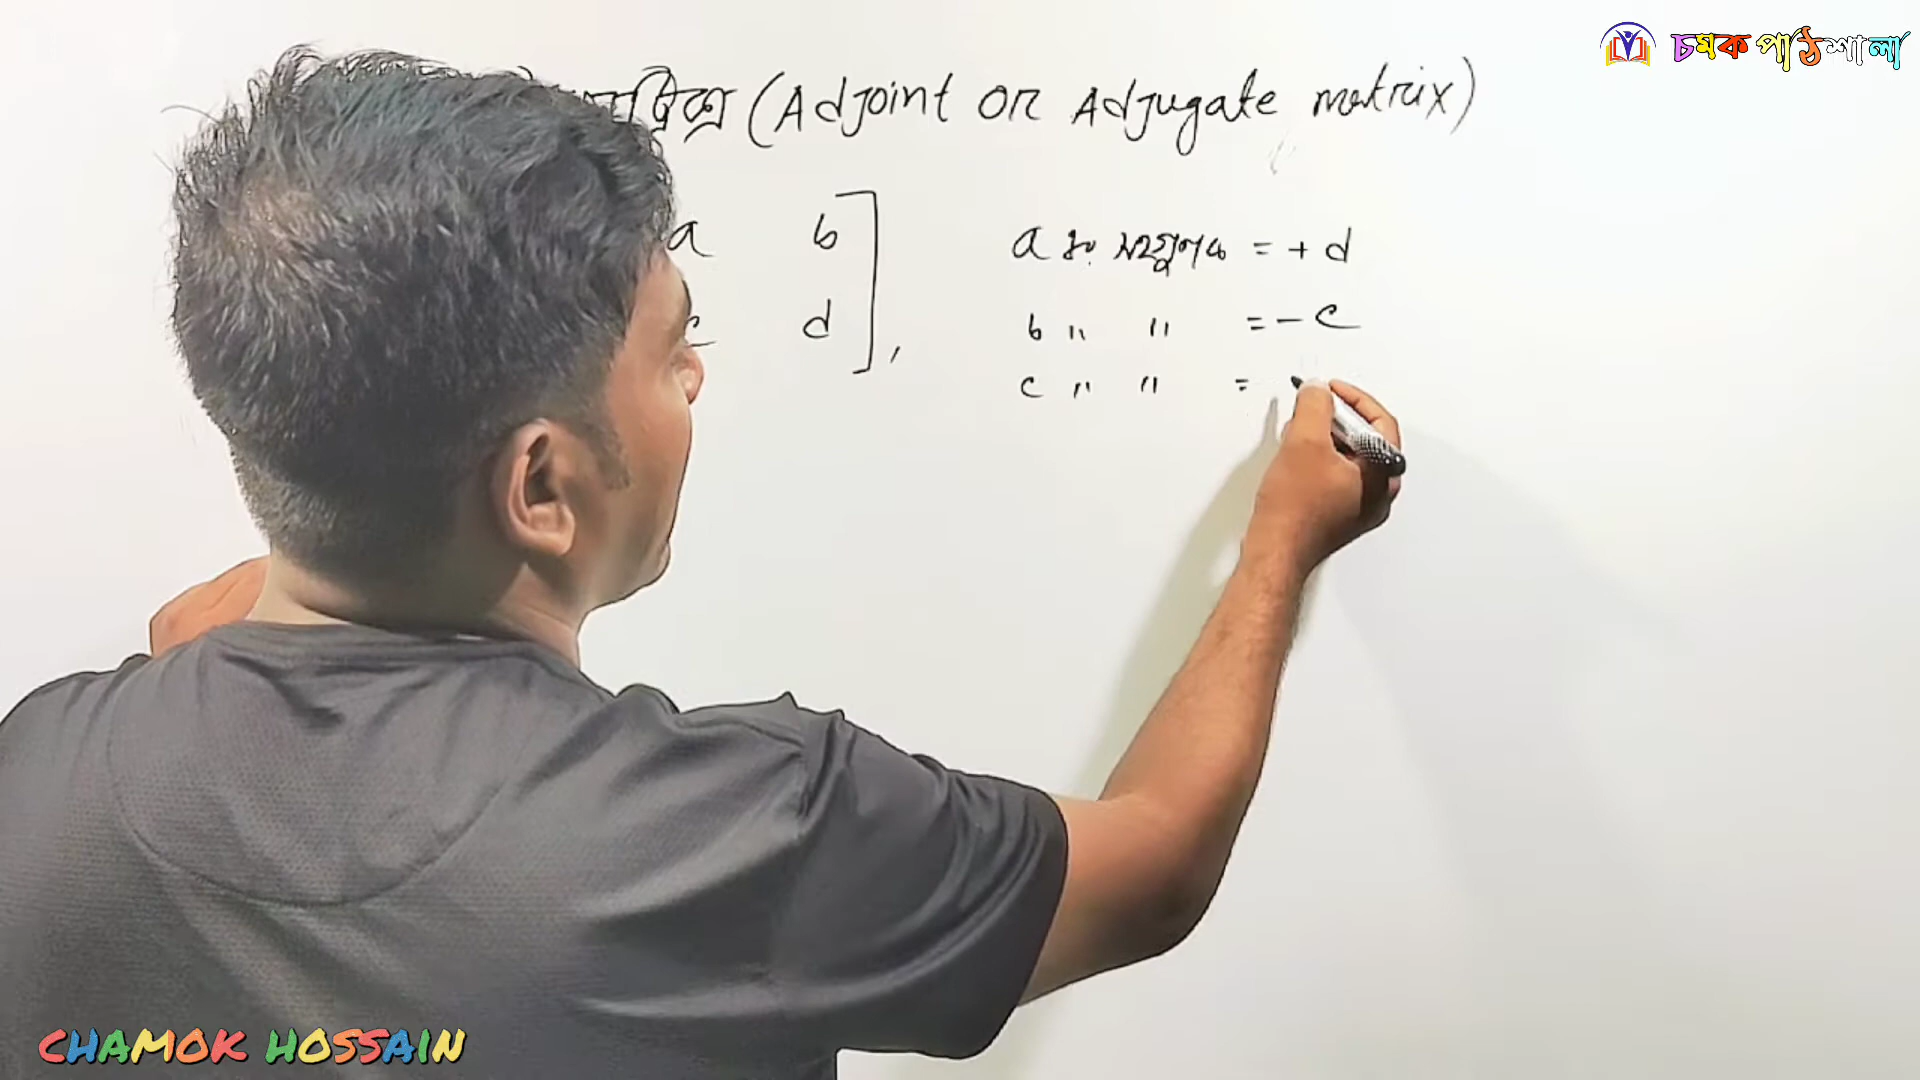 চমক পাঠশালা
(Adjoint or Adjugate matrix)
a b
c d ,
a এর সহগুণক = + d
b " " = - c
c " " =
CHAMOK HOSSAIN